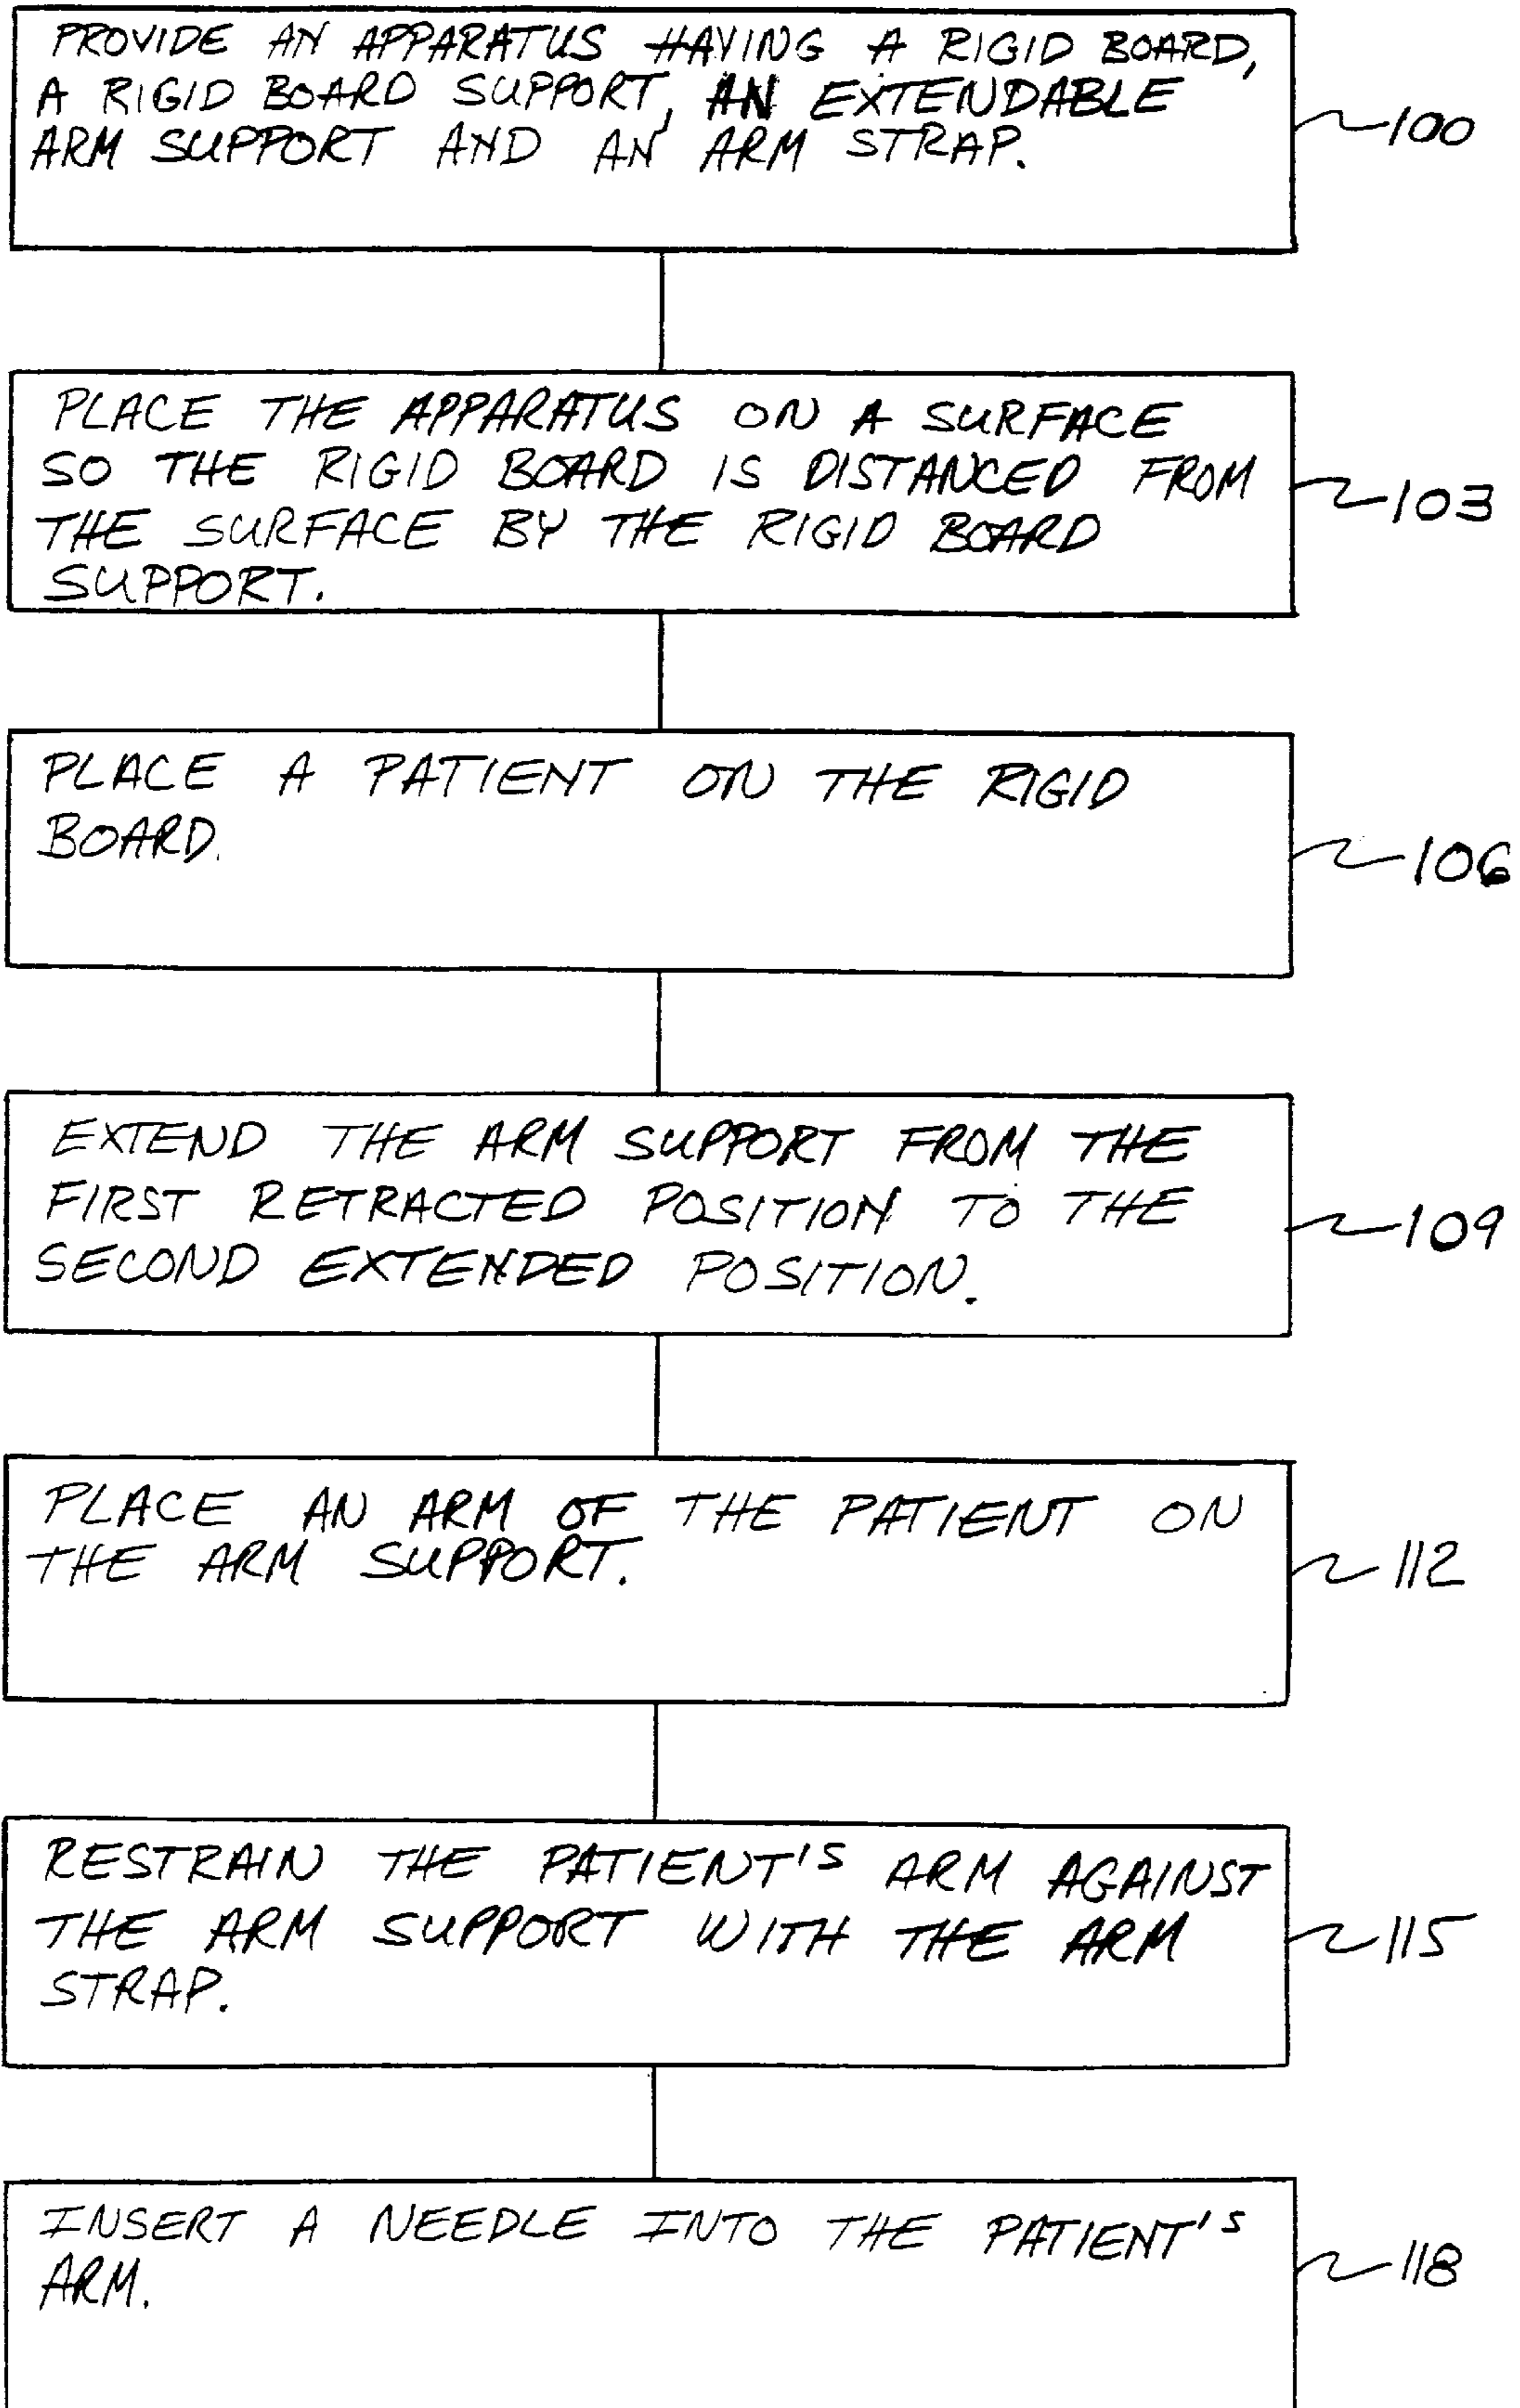 PROVIDE AN APPARATUS HAVING A RIGID BOARD,
A RIGID BOARD SUPPORT, AN EXTENDABLE
ARM SUPPORT AND AN ARM STRAP.
100
PLACE THE APPARATUS ON A SURFACE
SO THE RIGID BOARD IS DISTANCED FROM
THE SURFACE BY THE RIGID BOARD
SUPPORT.
103
PLACE A PATIENT ON THE RIGID
BOARD.
106
EXTEND THE ARM SUPPORT FROM THE
FIRST RETRACTED POSITION TO THE
SECOND EXTENDED POSITION.
109
PLACE AN ARM OF THE PATIENT ON
THE ARM SUPPORT.
112
RESTRAIN THE PATIENT'S ARM AGAINST
THE ARM SUPPORT WITH THE ARM
STRAP.
115
INSERT A NEEDLE INTO THE PATIENT'S
ARM.
118